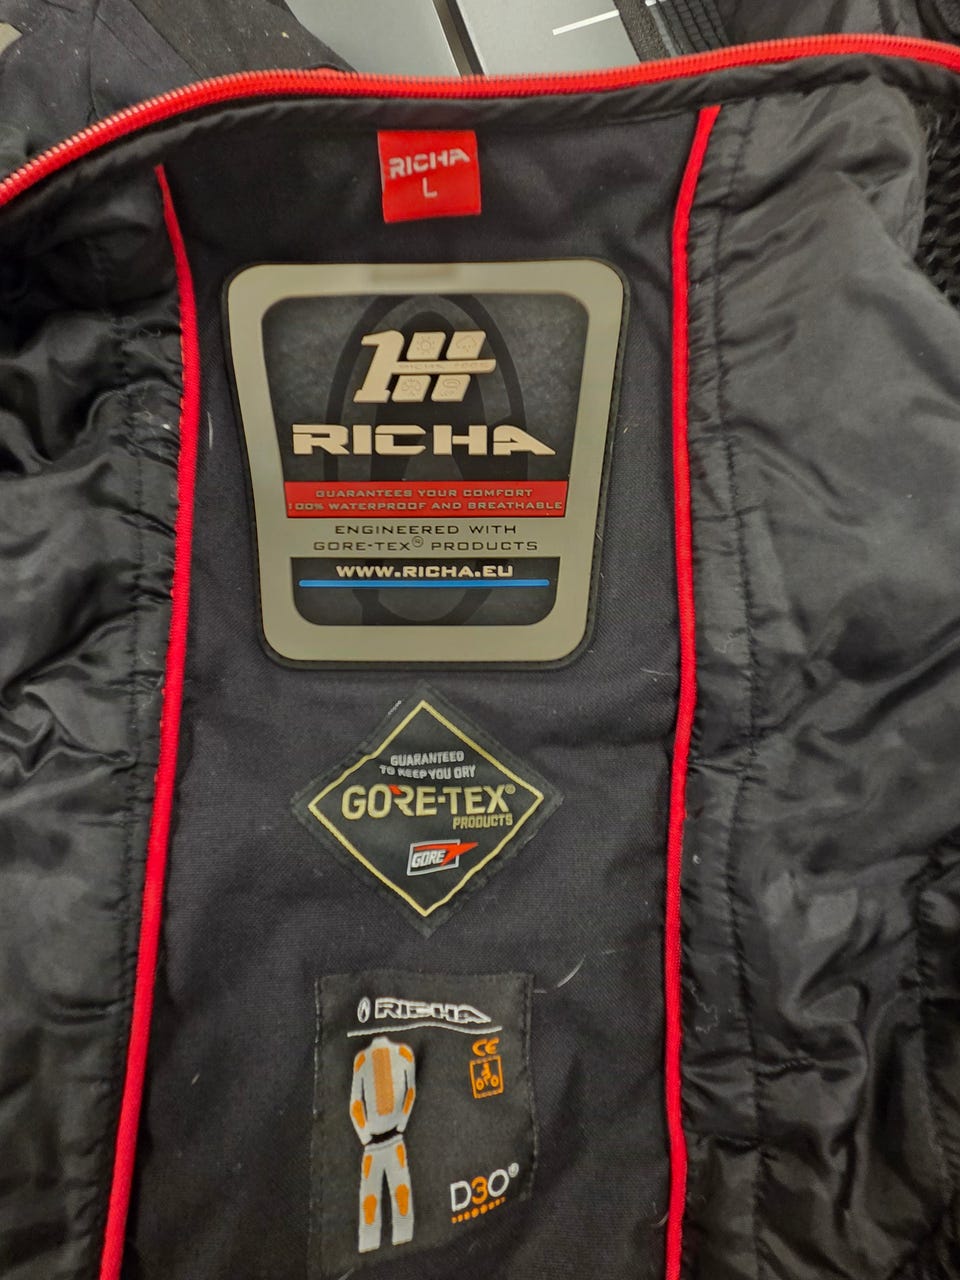 RICHA
L
RICHA
GUARANTEES YOUR COMFORT
100% WATERPROOF AND BREATHABLE
ENGINEERED WITH
GORE-TEX® PRODUCTS
WWW.RICHA.EU
GUARANTEED
TO KEEP YOU DRY
GORE-TEX®
PRODUCTS
GORE
RICHA
CE
D3O®